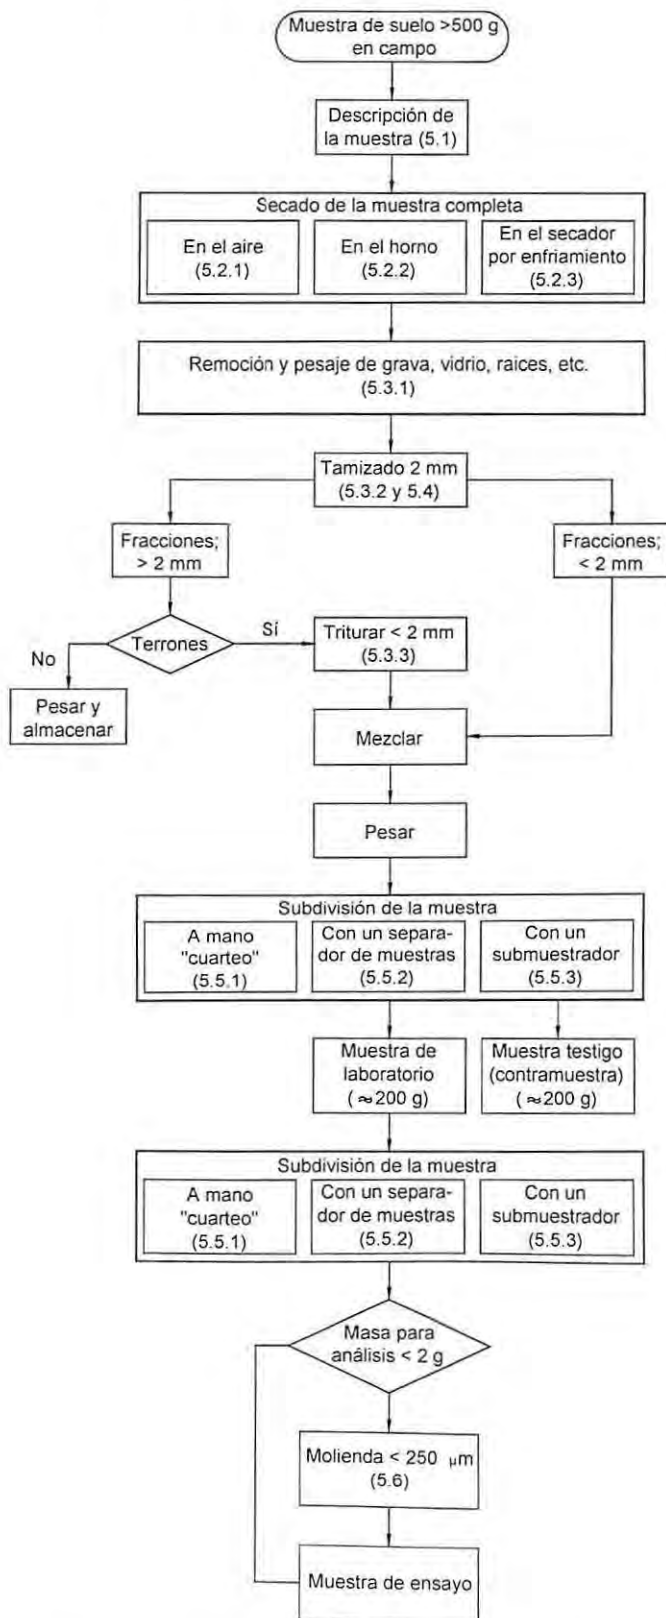 Muestra de suelo >500 g
en campo
Descripción de
la muestra (5.1)
Secado de la muestra completa
En el aire
(5.2.1)
En el horno
(5.2.2)
En el secador
por enfriamiento
(5.2.3)
Remoción y pesaje de grava, vidrio, raices, etc.
(5.3.1)
Tamizado 2 mm
(5.3.2 y 5.4)
Fracciones;
> 2 mm
Fracciones;
< 2 mm
Terrones
Sí
No
Triturar < 2 mm
(5.3.3)
Pesar y
almacenar
Mezclar
Pesar
Subdivisión de la muestra
A mano
"cuarteo"
(5.5.1)
Con un separa-
dor de muestras
(5.5.2)
Con un
submuestrador
(5.5.3)
Muestra de
laboratorio
( ≈200 g)
Muestra testigo
(contramuestra)
( ≈200 g)
Subdivisión de la muestra
A mano
"cuarteo"
(5.5.1)
Con un separa-
dor de muestras
(5.5.2)
Con un
submuestrador
(5.5.3)
Masa para
análisis < 2 g
Molienda < 250 μm
(5.6)
Muestra de ensayo